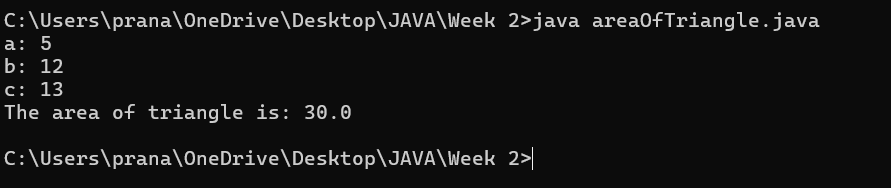 C:\Users\prana\OneDrive\Desktop\JAVA\Week 2>java areaOfTriangle.java
a: 5
b: 12
c: 13
The area of triangle is: 30.0
C:\Users\prana\OneDrive\Desktop\JAVA\Week 2>